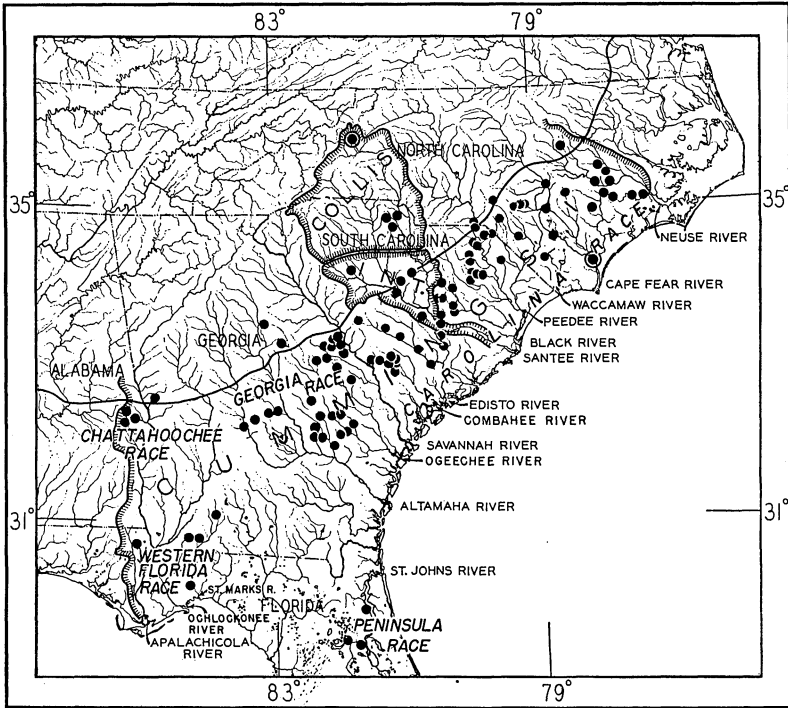 83° 79°
NORTH CAROLINA
COLLIS
35° 35°
SOUTH CAROLINA
NEUSE RIVER
CAPE FEAR RIVER
WACCAMAW RIVER
PEEDEE RIVER
BLACK RIVER
SANTEE RIVER
GEORGIA
ALABAMA
GEORGIA
RACE
CUMMINGSI
CAROLINA RACE
EDISTO RIVER
COMBAHEE RIVER
CHATTAHOOCHEE
RACE
SAVANNAH RIVER
OGEECHEE RIVER
ALTAMAHA RIVER
31° 31°
WESTERN
FLORIDA
RACE
ST. JOHNS RIVER
ST. MARKS R.
FLORIDA
OCHLOCKONEE
RIVER
APALACHICOLA
RIVER
PENINSULA
RACE
83° 79°